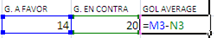 G. A FAVOR G. EN CONTRA GOL AVERAGE
14 20 =M3-N3